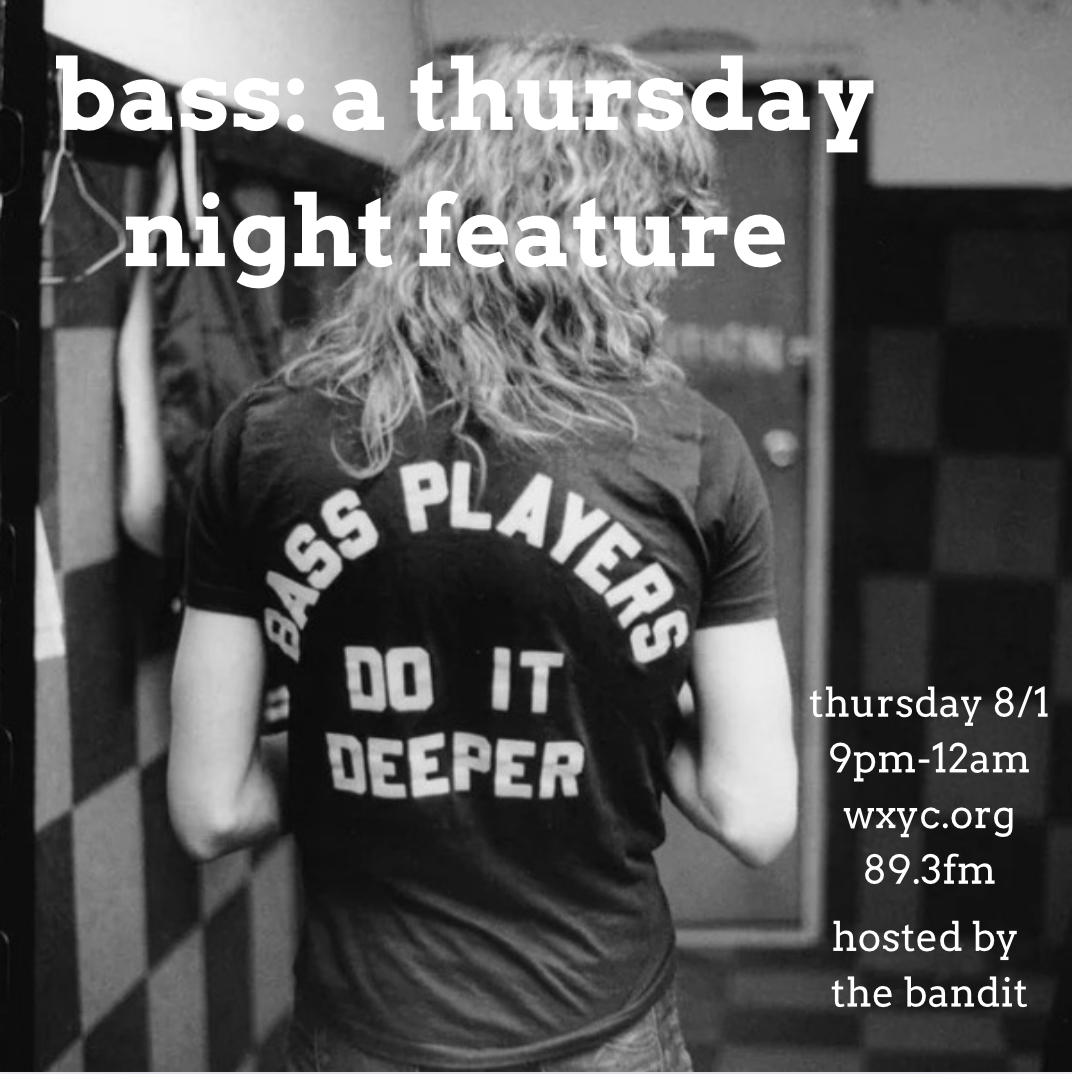 bass: a thursday
night feature
BASS PLAYERS
DO IT
DEEPER
thursday 8/1
9pm-12am
wxyc.org
89.3fm
hosted by
the bandit